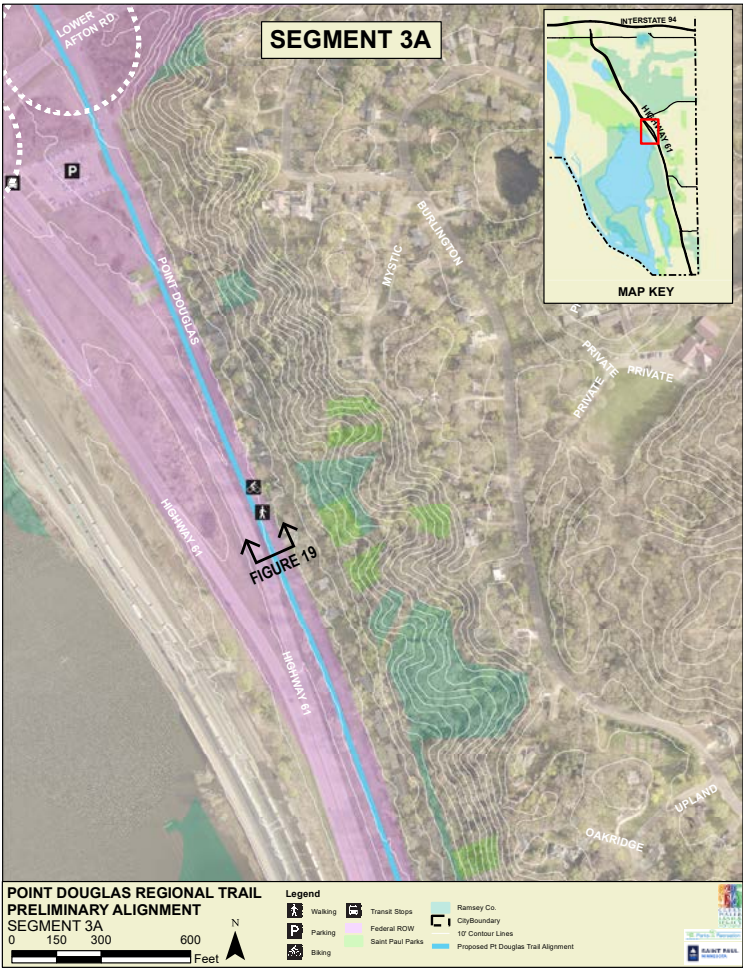 SEGMENT 3A
LOWER
AFTON RD
INTERSTATE 94
HIGHWAY 61
MAP KEY
P
POINT DOUGLAS
MYSTIC
BURLINGTON
PRIVATE
PRIVATE
PRIVATE
HIGHWAY 61
FIGURE 19
HIGHWAY 61
UPLAND
OAKRIDGE
POINT DOUGLAS REGIONAL TRAIL
PRELIMINARY ALIGNMENT
SEGMENT 3A
0 150 300 600
Feet
N
Legend
Walking
P Parking
Biking
Transit Stops
Federal ROW
Saint Paul Parks
Ramsey Co.
CityBoundary
10' Contour Lines
Proposed Pt Douglas Trail Alignment
SAINT PAUL
MINNESOTA